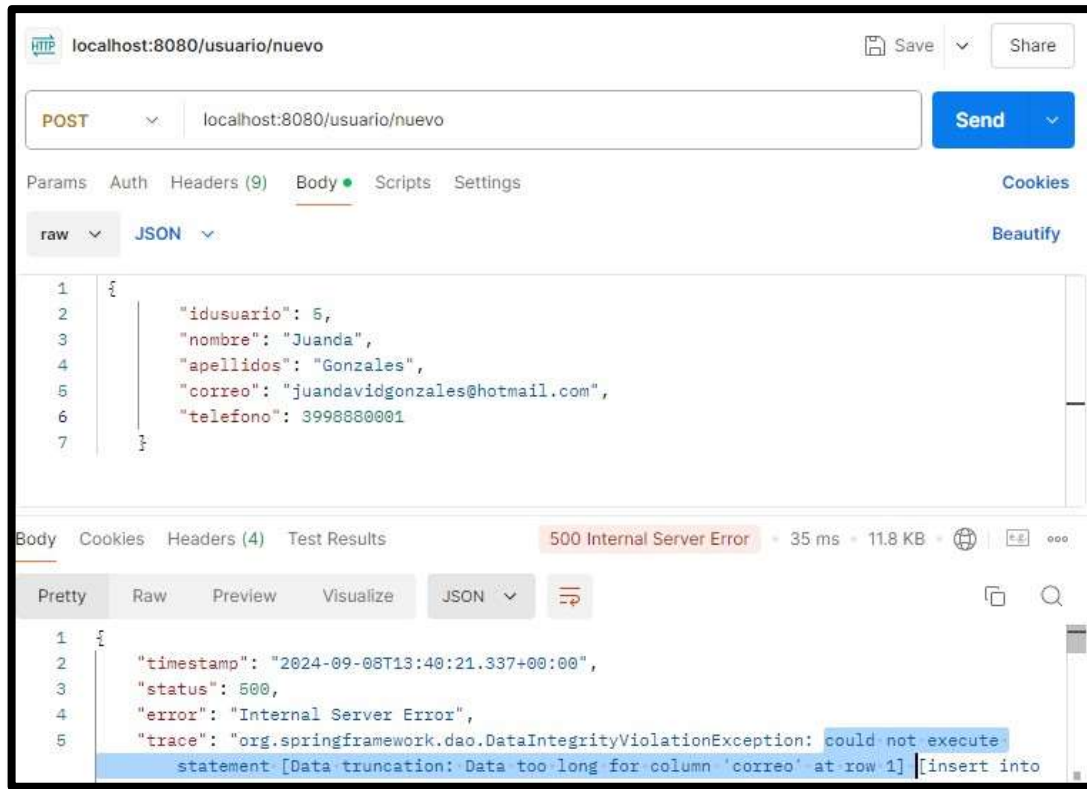 HTTP localhost:8080/usuario/nuevo Save Share
POST localhost:8080/usuario/nuevo Send
Params Auth Headers (9) Body Scripts Settings Cookies
raw JSON Beautify
1 {
2 "idusuario": 5,
3 "nombre": "Juanda",
4 "apellidos": "Gonzales",
5 "correo": "juandavidgonzales@hotmail.com",
6 "telefono": 3998880001
7 }
Body Cookies Headers (4) Test Results 500 Internal Server Error 35 ms 11.8 KB e.g.
Pretty Raw Preview Visualize JSON
1 {
2 "timestamp": "2024-09-08T13:40:21.337+00:00",
3 "status": 500,
4 "error": "Internal Server Error",
5 "trace": "org.springframework.dao.DataIntegrityViolationException: could not execute
statement [Data truncation: Data too long for column 'correo' at row 1] [insert into